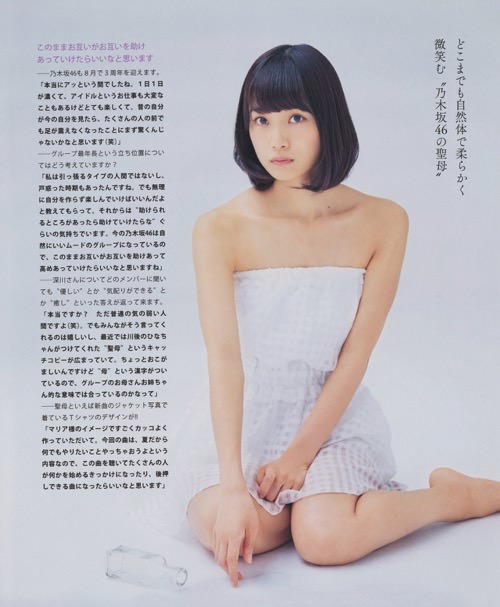 どこまでも自然体で柔らかく
微笑む〝乃木坂46の聖母〟
このままお互いがお互いを助け
あっていけたらいいなと思います
──乃木坂46も8月で3周年を迎えます。
「本当にアッという間でしたね。1日1日
が濃くて、アイドルというお仕事も大変な
こともあるけどとても楽しくて、昔の自分
が今の自分を見たら、たくさんの人の前で
も足が震えなくなったことにまず驚くんじ
ゃないかなと思います(笑)」
──グループ最年長という立ち位置につい
てはどう考えていますか?
「私は引っ張るタイプの人間ではないし、
戸惑った時期もあったんですね。でも無理
に自分を作らず楽しんでいけばいいんだよ
と教えてもらって。それからは〝助けられ
るところがあったら助けていけたらな〟ぐ
らいの気持ちでいます。今の乃木坂46は自
然にいいムードのグループになっているの
で、このままお互いがお互いを助けあって
高めあっていけたらいいなと思いますね」
──深川さんについてどのメンバーに聞い
ても〝優しい〟とか〝気配りができる〟と
か〝癒し〟といった答えが返って来ます。
「本当ですか? ただ普通の気の弱い人
間ですよ(笑)。でもみんながそう言ってく
れるのは嬉しいし、最近では川後のひなち
ゃんがつけてくれた〝聖母〟というキャッ
チコピーが広まっていて。ちょっとおこが
ましいんですけど〝母〟という漢字がつい
ているので、グループのお母さんお姉ちゃ
ん的な意味では合っているのかなって」
──聖母といえば新曲のジャケット写真で
着ているTシャツのデザインが!!
「マリア様のイメージですごくカッコよく
作っていただいて。今回の曲は、夏だから
何でもやりたいことやっちゃおうよという
内容なので、この曲を聴いてたくさんの人
が何かを始めるきっかけになったり、後押
しできる曲になったらいいなと思います」